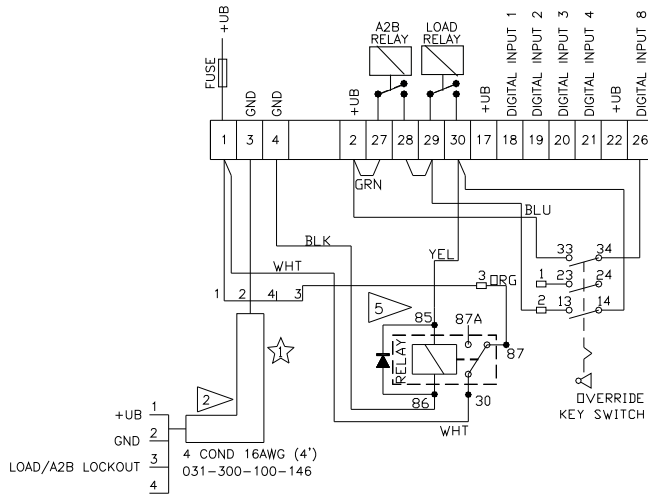 +UB
FUSE
GND
GND
+UB
A2B
RELAY
LOAD
RELAY
+UB
DIGITAL INPUT 1
DIGITAL INPUT 2
DIGITAL INPUT 3
DIGITAL INPUT 4
+UB
DIGITAL INPUT 8
1 3 4 2 27 28 29 30 17 18 19 20 21 22 26
GRN
BLU
BLK
YEL
WHT
33 34
1 23 24
2 13 14
1 2 4 3
3 ORG
5
85
87A
87
RELAY
86
30
WHT
1
2
OVERRIDE
KEY SWITCH
+UB 1
GND 2
LOAD/A2B LOCKOUT 3
4
4 COND 16AWG (4')
031-300-100-146